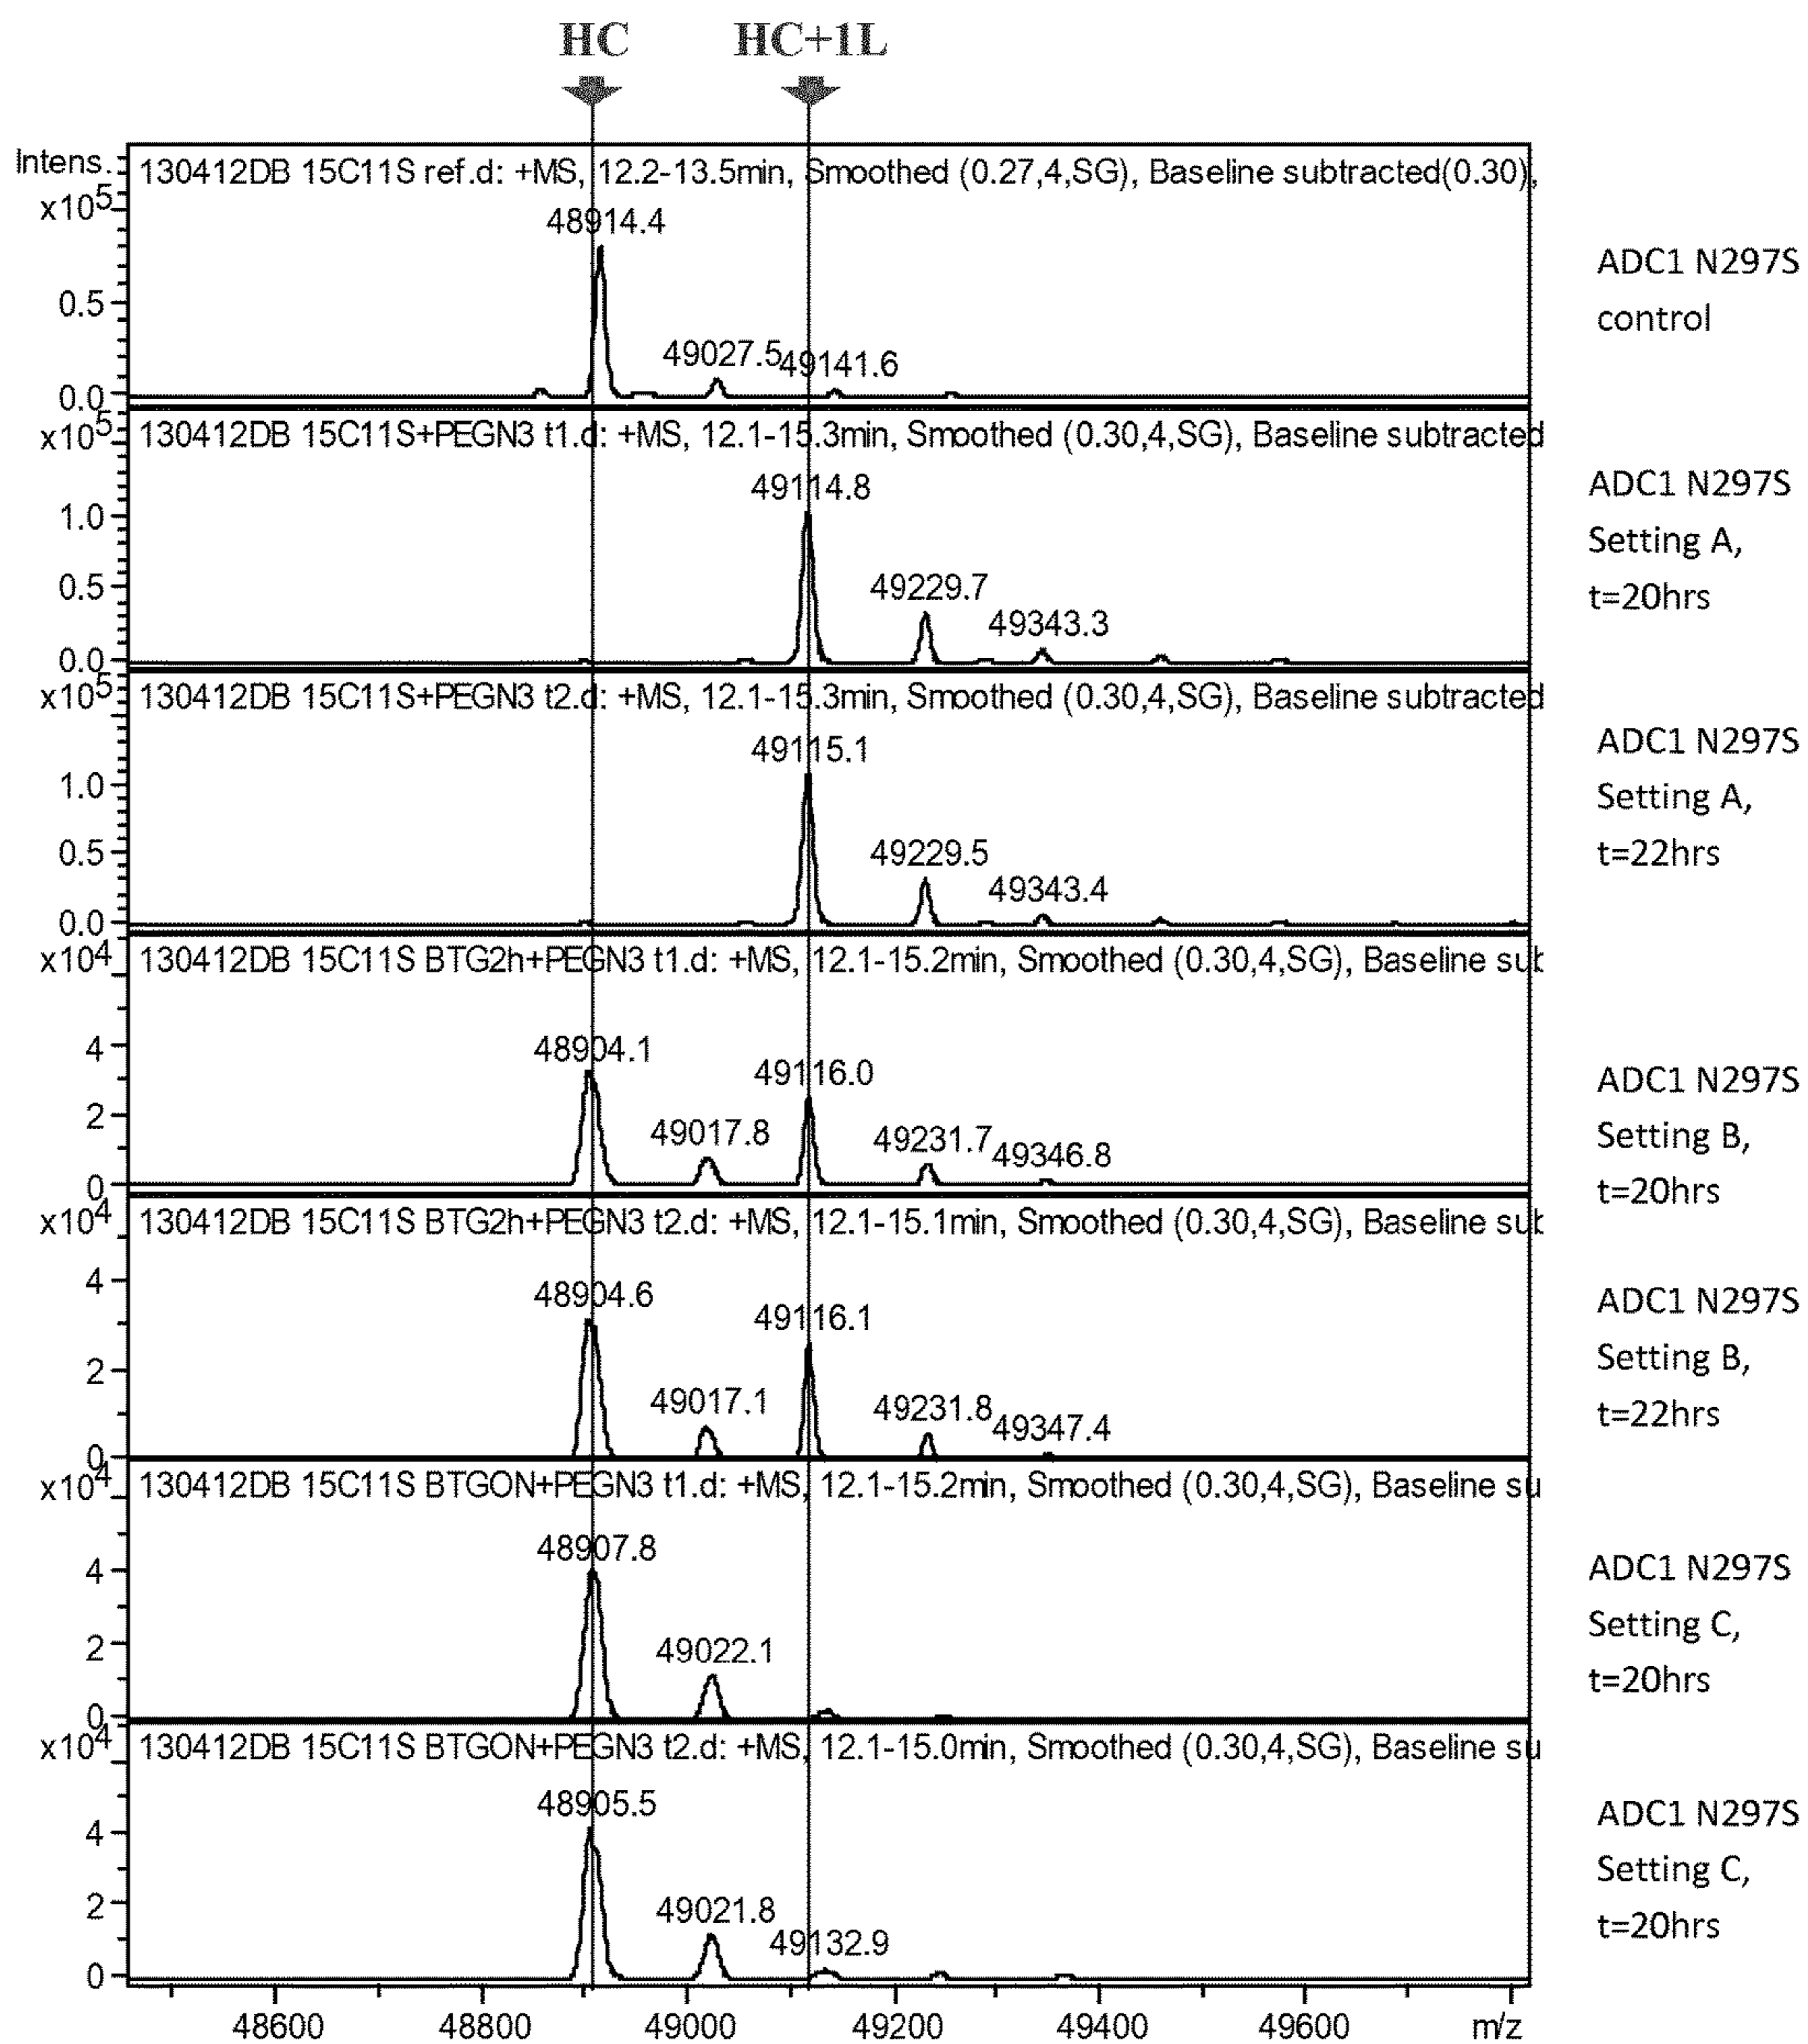 HC HC+1L
Intens. 130412DB 15C11S ref.d: +MS, 12.2-13.5min, Smoothed (0.27,4,SG), Baseline subtracted(0.30),
x10^5
48914.4
ADC1 N297S
control
0.5
49027.5 49141.6
0.0
x10^5 130412DB 15C11S+PEGN3 t1.d: +MS, 12.1-15.3min, Smoothed (0.30,4,SG), Baseline subtracted
49114.8
ADC1 N297S
Setting A,
t=20hrs
1.0
0.5
49229.7
49343.3
0.0
x10^5 130412DB 15C11S+PEGN3 t2.d: +MS, 12.1-15.3min, Smoothed (0.30,4,SG), Baseline subtracted
49115.1
ADC1 N297S
Setting A,
t=22hrs
1.0
0.5
49229.5
49343.4
0.0
x10^4 130412DB 15C11S BTG2h+PEGN3 t1.d: +MS, 12.1-15.2min, Smoothed (0.30,4,SG), Baseline sub
4
48904.1
49116.0
ADC1 N297S
Setting B,
t=20hrs
2
49017.8
49231.7 49346.8
0
x10^4 130412DB 15C11S BTG2h+PEGN3 t2.d: +MS, 12.1-15.1min, Smoothed (0.30,4,SG), Baseline sub
4
48904.6
49116.1
ADC1 N297S
Setting B,
t=22hrs
2
49017.1
49231.8 49347.4
0
x10^4 130412DB 15C11S BTGON+PEGN3 t1.d: +MS, 12.1-15.2min, Smoothed (0.30,4,SG), Baseline su
48907.8
ADC1 N297S
Setting C,
t=20hrs
4
2
49022.1
0
x10^4 130412DB 15C11S BTGON+PEGN3 t2.d: +MS, 12.1-15.0min, Smoothed (0.30,4,SG), Baseline su
48905.5
ADC1 N297S
Setting C,
t=20hrs
4
2
49021.8
49132.9
0
48600 48800 49000 49200 49400 49600 m/z